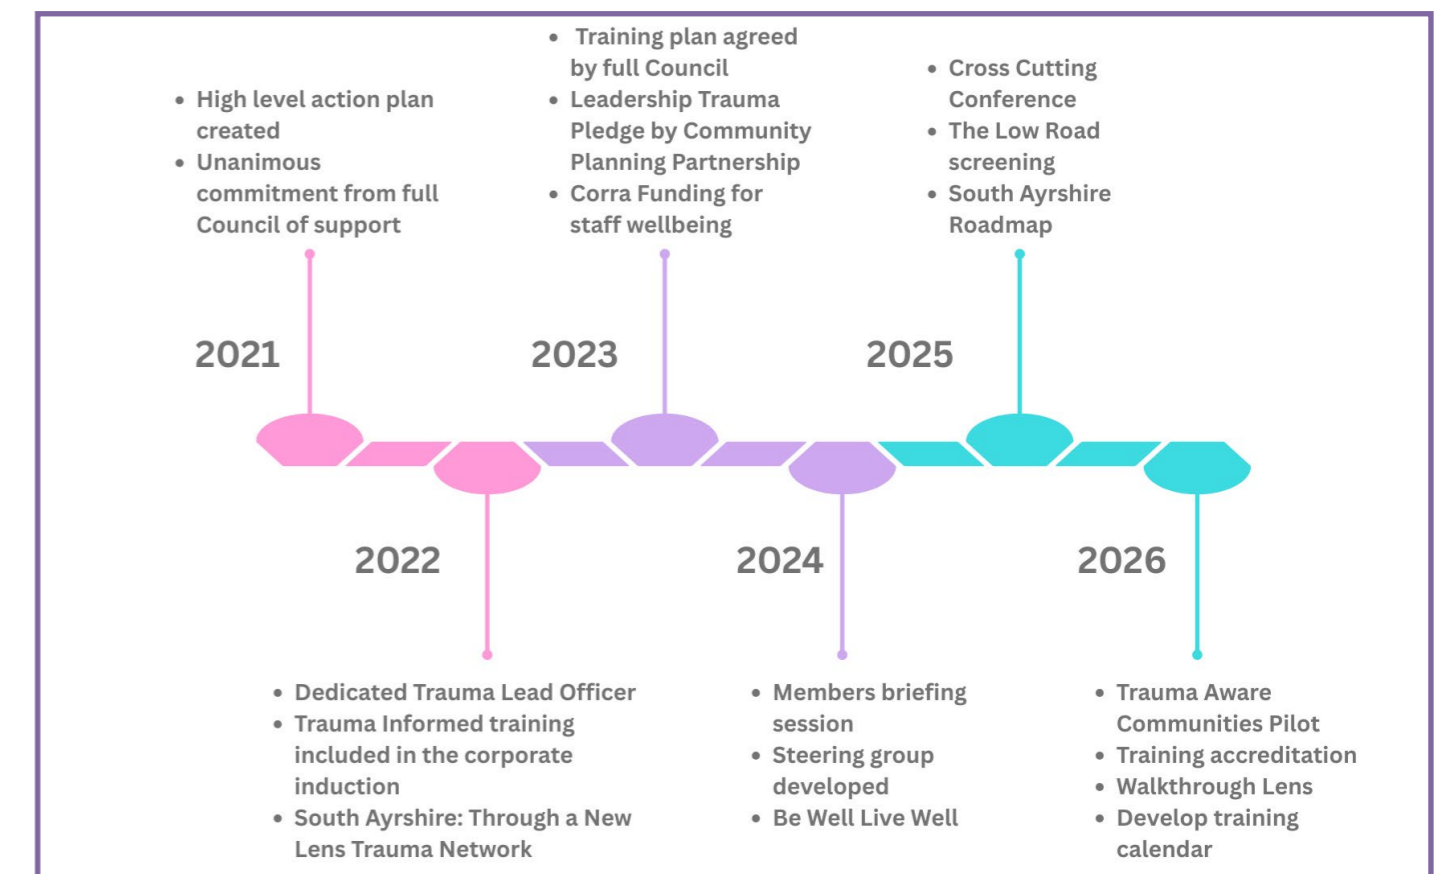 • High level action plan
created
• Unanimous
commitment from full
Council of support
2021
• Dedicated Trauma Lead Officer
• Trauma Informed training
included in the corporate
induction
• South Ayrshire: Through a New
Lens Trauma Network
2022
• Training plan agreed
by full Council
• Leadership Trauma
Pledge by Community
Planning Partnership
• Corra Funding for
staff wellbeing
2023
2024
• Members briefing
session
• Steering group
developed
• Be Well Live Well
• Cross Cutting
Conference
• The Low Road
screening
• South Ayrshire
Roadmap
2025
2026
• Trauma Aware
Communities Pilot
• Training accreditation
• Walkthrough Lens
• Develop training
calendar